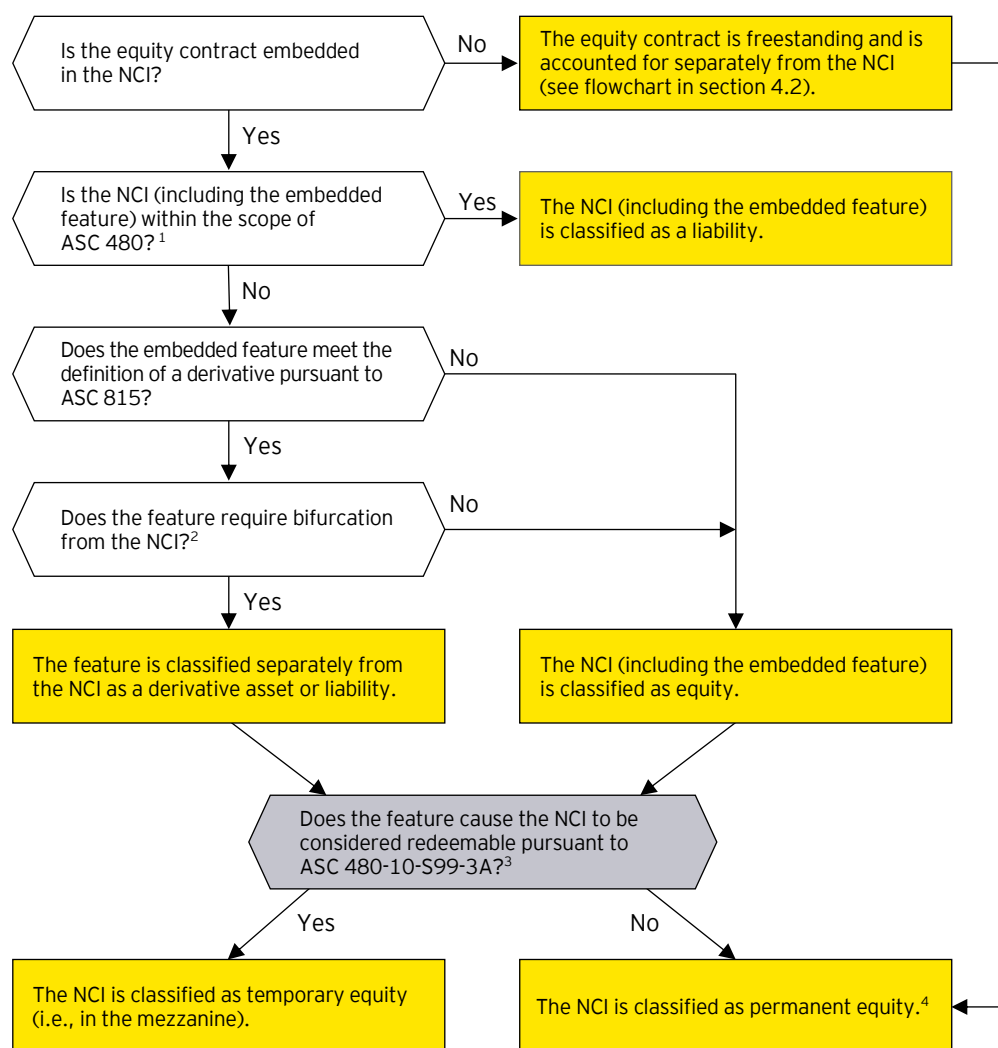 Is the equity contract embedded
in the NCI?
No
The equity contract is freestanding and is
accounted for separately from the NCI
(see flowchart in section 4.2).
Yes
Is the NCI (including the embedded
feature) within the scope of
ASC 480? 1
Yes
The NCI (including the embedded feature)
is classified as a liability.
No
Does the embedded feature meet the
definition of a derivative pursuant to
ASC 815?
No
Yes
Does the feature require bifurcation
from the NCI?2
No
Yes
The feature is classified separately from
the NCI as a derivative asset or liability.
The NCI (including the embedded feature)
is classified as equity.
Does the feature cause the NCI to be
considered redeemable pursuant to
ASC 480-10-S99-3A?3
Yes
No
The NCI is classified as temporary equity
(i.e., in the mezzanine).
The NCI is classified as permanent equity.4